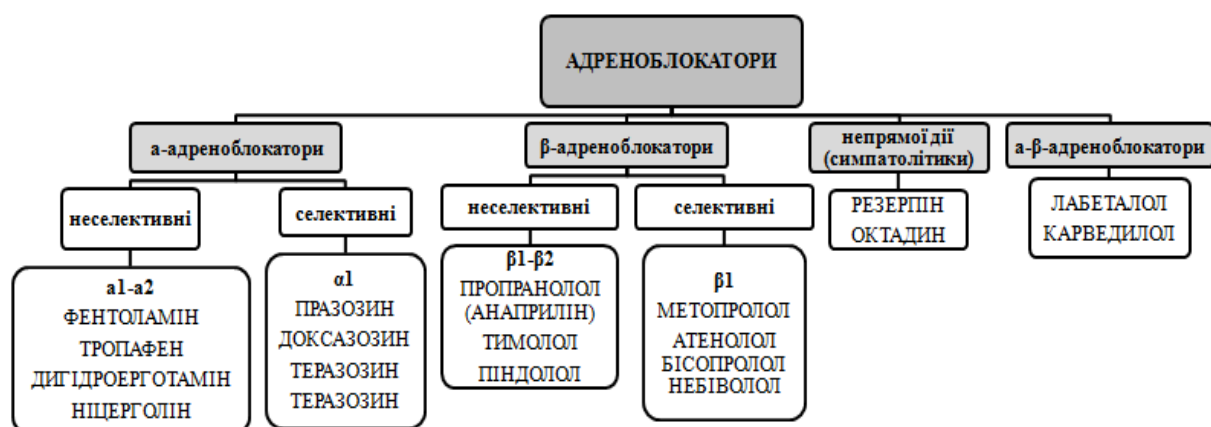 АДРЕНОБЛОКАТОРИ
а-адреноблокатори
β-адреноблокатори
непрямої дії
(симпатолітики)
а-β-адреноблокатори
неселективні
селективні
неселективні
селективні
РЕЗЕРПІН
ОКТАДИН
ЛАБЕТАЛОЛ
КАРВЕДИЛОЛ
а1-а2
ФЕНТОЛАМІН
ТРОПАФЕН
ДИГІДРОЕРГОТАМІН
НІЦЕРГОЛІН
α1
ПРАЗОЗИН
ДОКСАЗОЗИН
ТЕРАЗОЗИН
ТЕРАЗОЗИН
β1-β2
ПРОПРАНОЛОЛ
(АНАПРИЛІН)
ТИМОЛОЛ
ПІНДОЛОЛ
β1
МЕТОПРОЛОЛ
АТЕНОЛОЛ
БІСОПРОЛОЛ
НЕБІВОЛОЛ